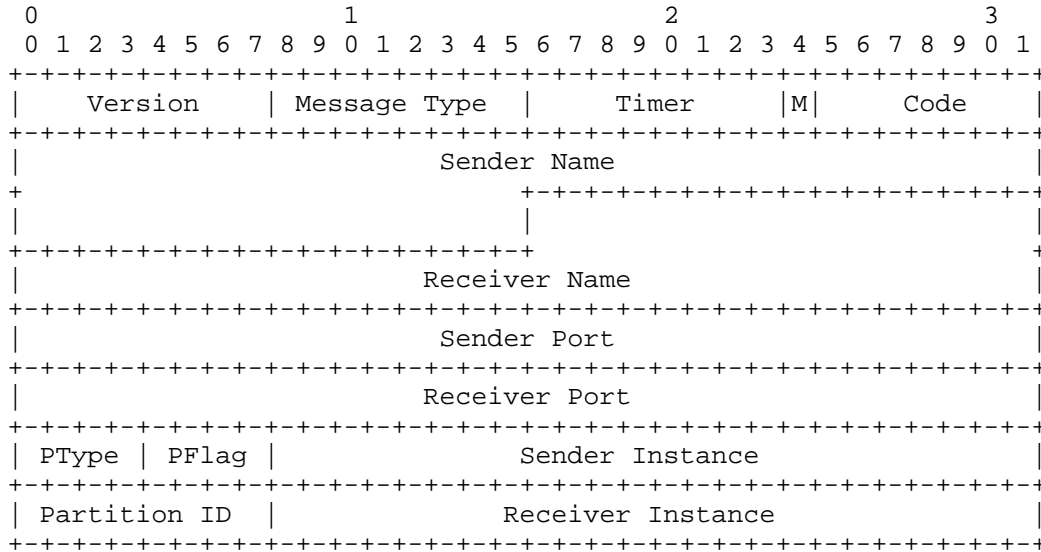 0                   1                   2                   3
 0 1 2 3 4 5 6 7 8 9 0 1 2 3 4 5 6 7 8 9 0 1 2 3 4 5 6 7 8 9 0 1
+-+-+-+-+-+-+-+-+-+-+-+-+-+-+-+-+-+-+-+-+-+-+-+-+-+-+-+-+-+-+-+-+
|    Version    | Message Type  |     Timer     |M|     Code    |
+-+-+-+-+-+-+-+-+-+-+-+-+-+-+-+-+-+-+-+-+-+-+-+-+-+-+-+-+-+-+-+-+
|                          Sender Name                          |
+                               +-+-+-+-+-+-+-+-+-+-+-+-+-+-+-+-+
|                               |                               |
+-+-+-+-+-+-+-+-+-+-+-+-+-+-+-+-+                               +
|                         Receiver Name                         |
+-+-+-+-+-+-+-+-+-+-+-+-+-+-+-+-+-+-+-+-+-+-+-+-+-+-+-+-+-+-+-+-+
|                          Sender Port                          |
+-+-+-+-+-+-+-+-+-+-+-+-+-+-+-+-+-+-+-+-+-+-+-+-+-+-+-+-+-+-+-+-+
|                         Receiver Port                         |
+-+-+-+-+-+-+-+-+-+-+-+-+-+-+-+-+-+-+-+-+-+-+-+-+-+-+-+-+-+-+-+-+
| PType | PFlag |               Sender Instance                 |
+-+-+-+-+-+-+-+-+-+-+-+-+-+-+-+-+-+-+-+-+-+-+-+-+-+-+-+-+-+-+-+-+
| Partition ID  |              Receiver Instance                |
+-+-+-+-+-+-+-+-+-+-+-+-+-+-+-+-+-+-+-+-+-+-+-+-+-+-+-+-+-+-+-+-+